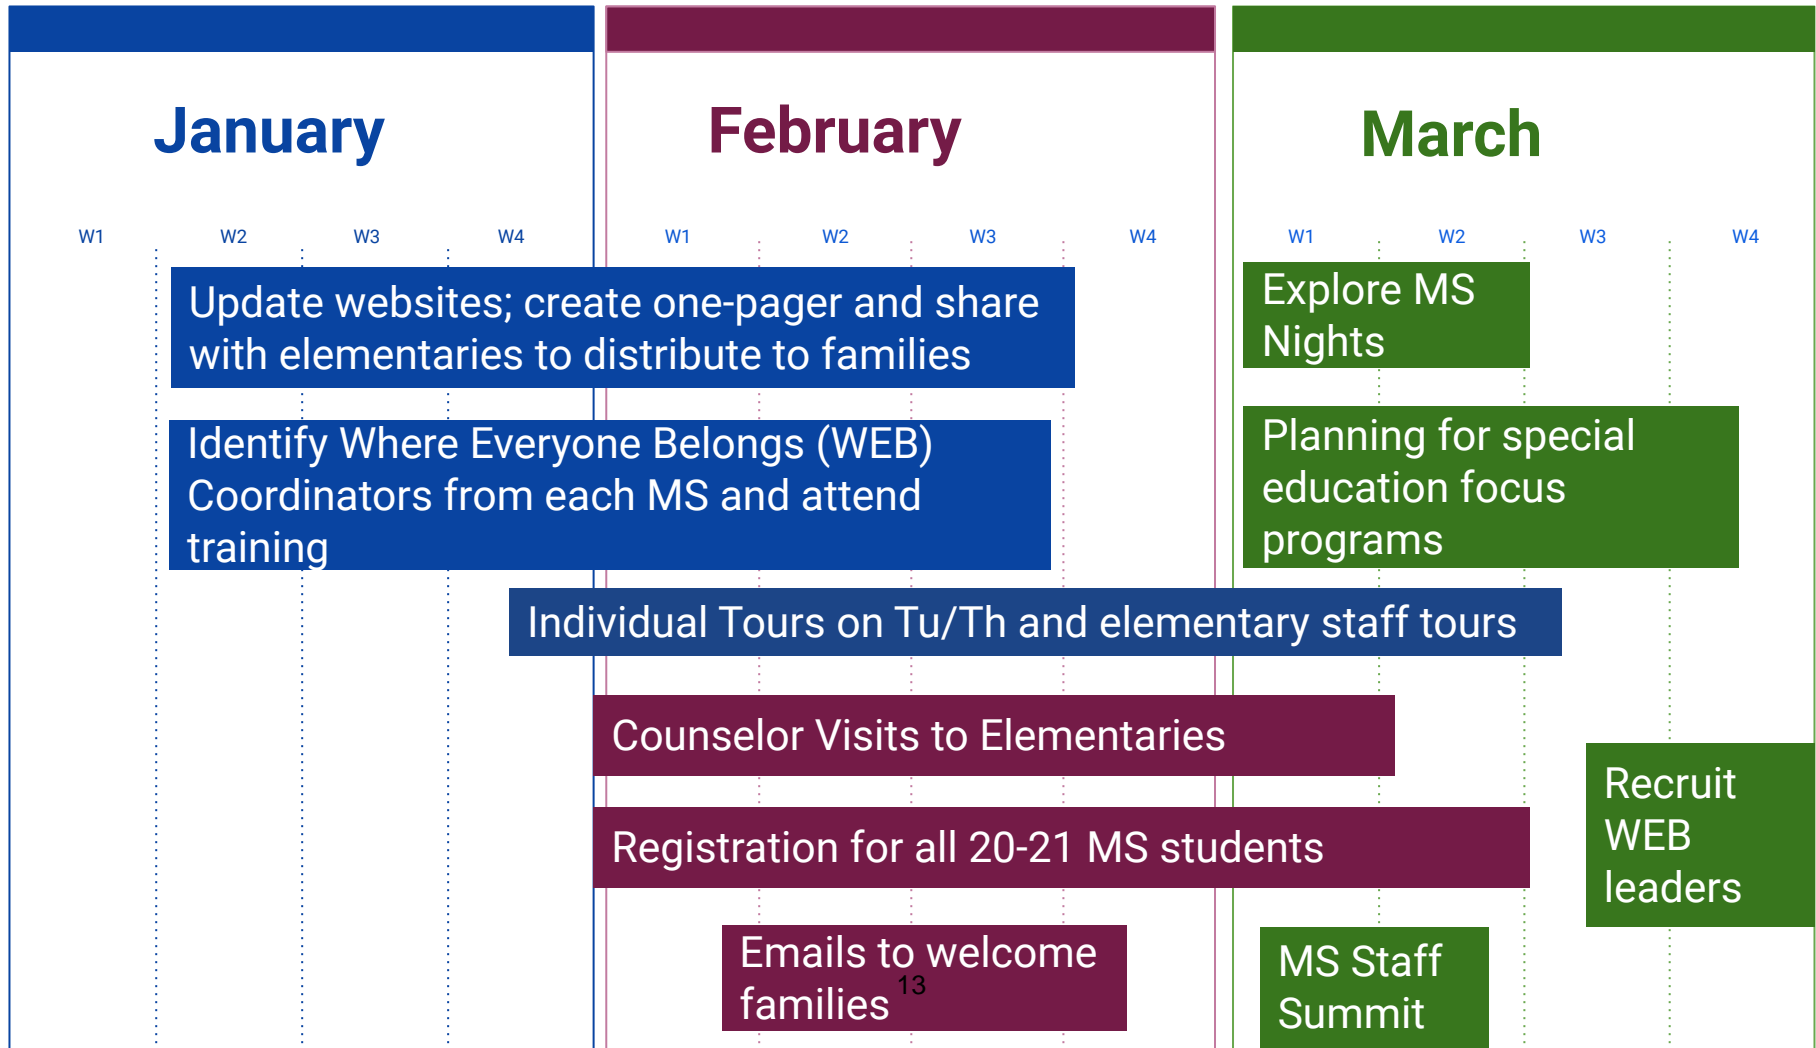 January
February
March
W1 W2 W3 W4 W1 W2 W3 W4 W1 W2 W3 W4
Update websites; create one-pager and share
with elementaries to distribute to families
Explore MS
Nights
Identify Where Everyone Belongs (WEB)
Coordinators from each MS and attend
training
Planning for special
education focus
programs
Individual Tours on Tu/Th and elementary staff tours
Counselor Visits to Elementaries
Recruit
WEB
leaders
Registration for all 20-21 MS students
Emails to welcome
families
13
MS Staff
Summit